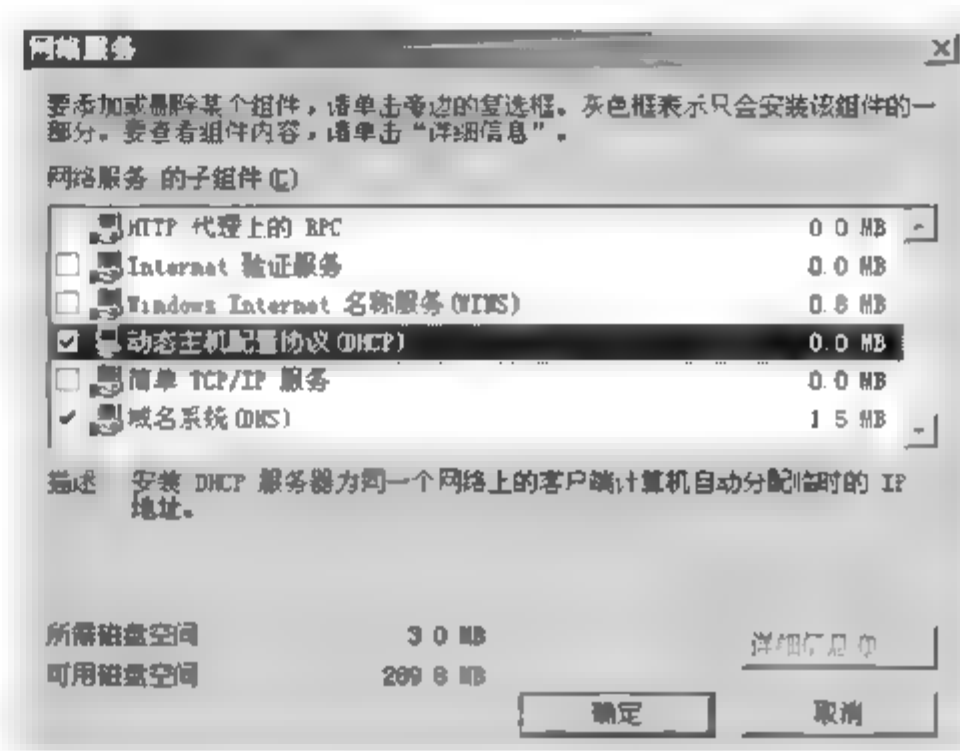 网络服务
要添加或删除某个组件，请单击旁边的复选框。灰色框表示只会安装该组件的一
部分。要查看组件内容，请单击“详细信息”。
网络服务 的子组件(C)
HTTP 代理上的 RPC 0 0 MB
Internet 验证服务 0.0 MB
Windows Internet 名称服务(WINS) 0.8 MB
动态主机配置协议(DHCP) 0.0 MB
简单 TCP/IP 服务 0.0 MB
域名系统(DNS) 1 5 MB
描述 安装 DHCP 服务器为同一个网络上的客户端计算机自动分配临时的 IP
地址。
所需磁盘空间 3 0 MB
可用磁盘空间 MB
详细信息
确定 取消